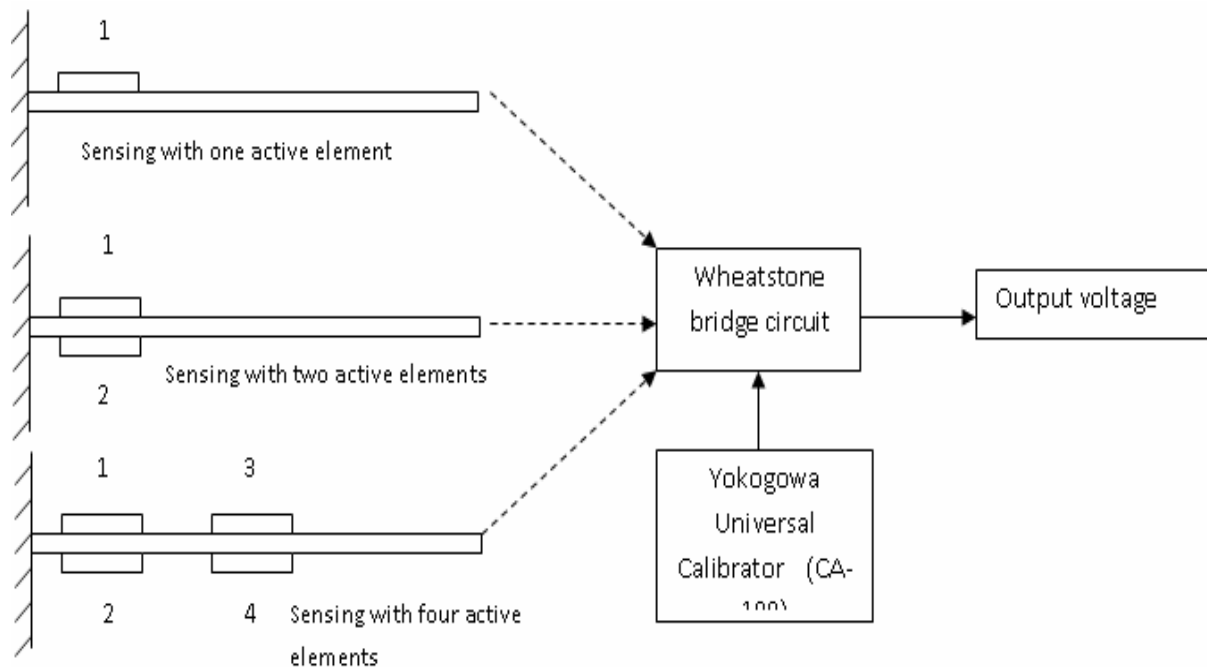 1
Sensing with one active element
1
2
Sensing with two active elements
1 3
2 4
Sensing with four active
elements
Wheatstone
bridge circuit
Output voltage
Yokogowa
Universal
Calibrator (CA-